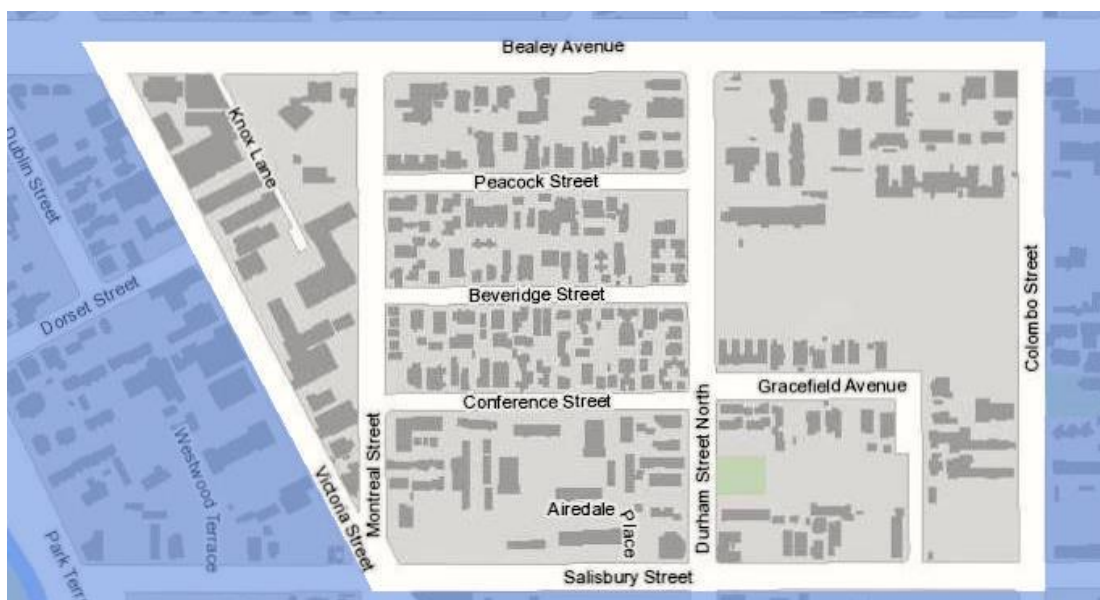 Bealey Avenue
Knox Lane
Dublin Street
Peacock Street
Colombo Street
Dorset Street
Beveridge Street
Gracefield Avenue
Conference Street
Durham Street North
Montreal Street
Westwood Terrace
Victoria Street
Airedale
Place
Park Terr
Salisbury Street